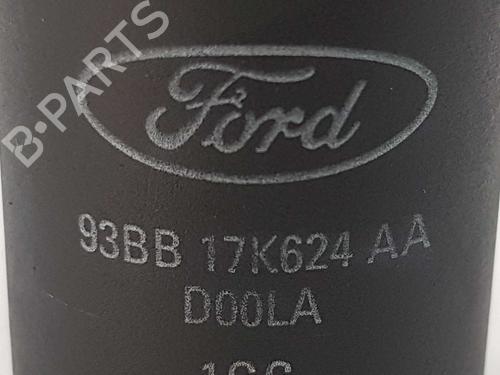 B·PARTS
Ford
93BB 17K624 AA
D00LA